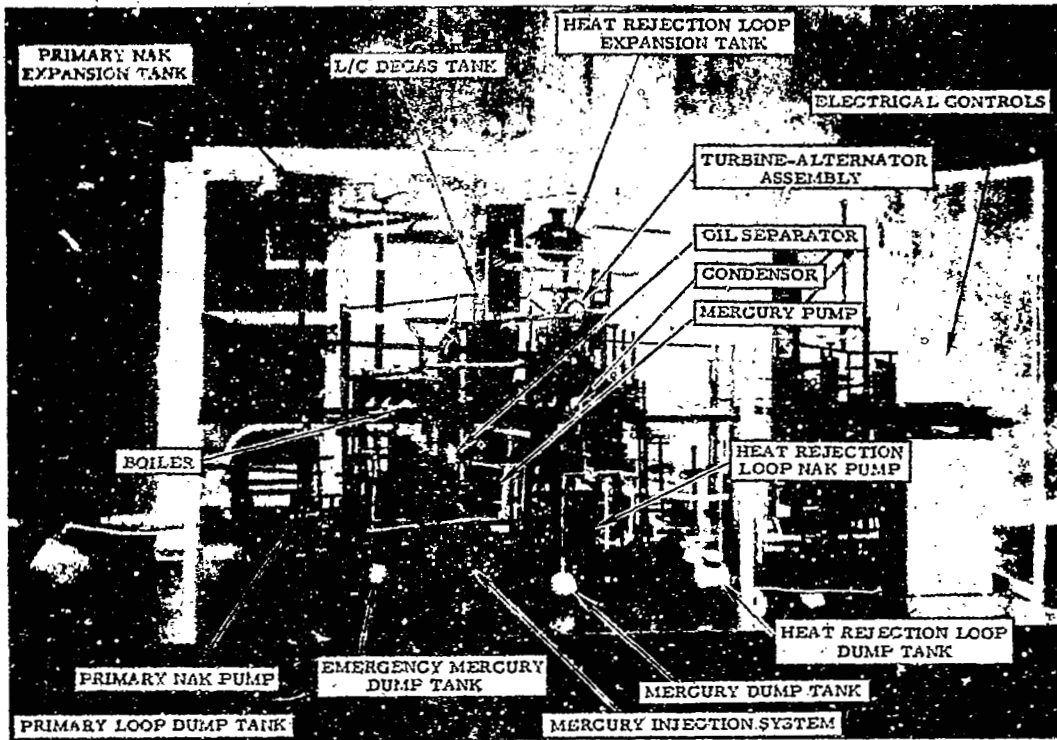 HEAT REJECTION LOOP
EXPANSION TANK
PRIMARY NAK
EXPANSION TANK
L/C DEGAS TANK
ELECTRICAL CONTROLS
TURBINE-ALTERNATOR
ASSEMBLY
OIL SEPARATOR
CONDENSOR
MERCURY PUMP
BOILER
HEAT REJECTION
LOOP NAK PUMP
HEAT REJECTION LOOP
DUMP TANK
PRIMARY NAK PUMP
EMERGENCY MERCURY
DUMP TANK
MERCURY DUMP TANK
PRIMARY LOOP DUMP TANK
MERCURY INJECTION SYSTEM